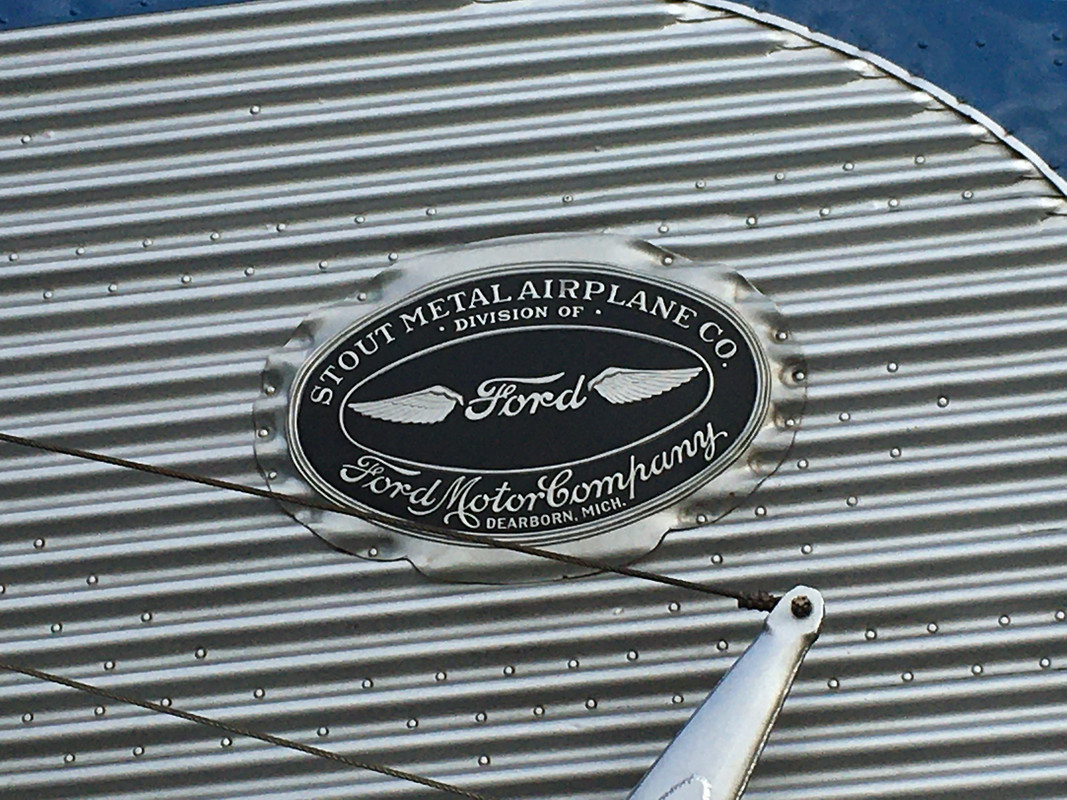 STOUT METAL AIRPLANE CO.
• DIVISION OF •
Ford
Ford Motor Company
DEARBORN, MICH.